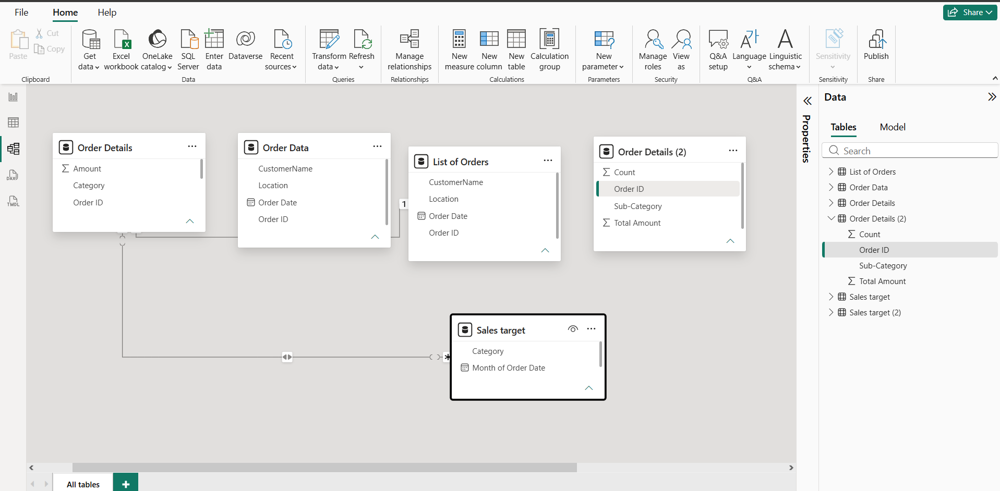 File Home Help
Share
Paste
Cut
Copy
Clipboard
Get data
Excel workbook
OneLake catalog
SQL Server
Enter data
Dataverse
Recent sources
Data
Transform data
Refresh
Queries
Manage relationships
Relationships
New measure
New column
New table
Calculation group
Calculations
New parameter
Parameters
Manage roles
View as
Security
Q&A setup
Language
Linguistic schema
Q&A
Sensitivity
Sensitivity
Publish
Share
DAX
TMDL
Order Details
Amount
Category
Order ID
Order Data
CustomerName
Location
Order Date
Order ID
1
List of Orders
CustomerName
Location
Order Date
Order ID
Order Details (2)
Count
Order ID
Sub-Category
Total Amount
*
Sales target
Category
Month of Order Date
All tables
Properties
Data
Tables Model
Search
List of Orders
Order Data
Order Details
Order Details (2)
Count
Order ID
Sub-Category
Total Amount
Sales target
Sales target (2)